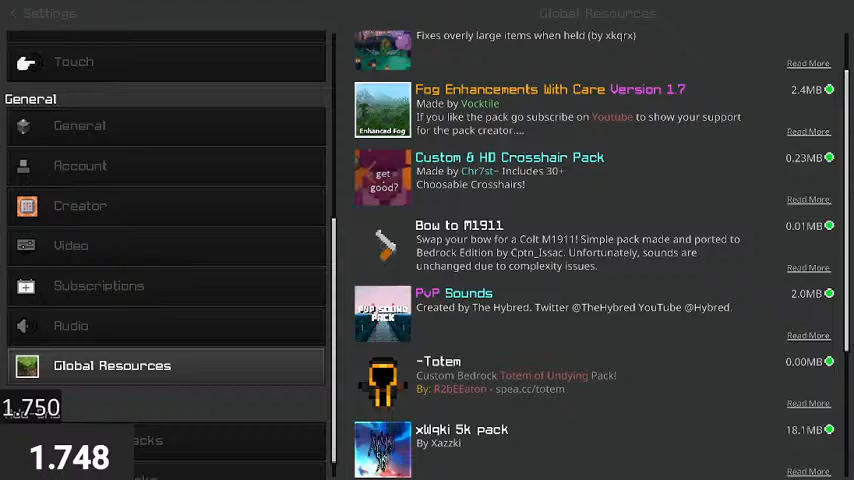 Settings
Global Resources
Touch
General
General
Account
Creator
Video
Subscriptions
Audio
Global Resources
1.750
1.748
Fixes overly large items when held (by xkqrx)
Read More
Fog Enhancements With Care Version 1.7
2.4MB
Made by Vocktile
If you like the pack go subscribe on Youtube to show your support
for the pack creator....
Enhanced Fog
Read More
Custom & HD Crosshair Pack
0.23MB
Made by Chr7st~ Includes 30+
Choosable Crosshairs!
get
good?
Read More
Bow to M1911
0.01MB
Swap your bow for a Colt M1911! Simple pack made and ported to
Bedrock Edition by Cptn_Issac. Unfortunately, sounds are
unchanged due to complexity issues.
Read More
PvP Sounds
2.0MB
Created by The Hybred. Twitter @TheHybred YouTube @Hybred.
PVP SOUND
PACK
Read More
-Totem
0.00MB
Custom Bedrock Totem of Undying Pack!
By: R2bEEaton - spea.cc/totem
Read More
xWqki 5k pack
18.1MB
By Xazzki
Read More